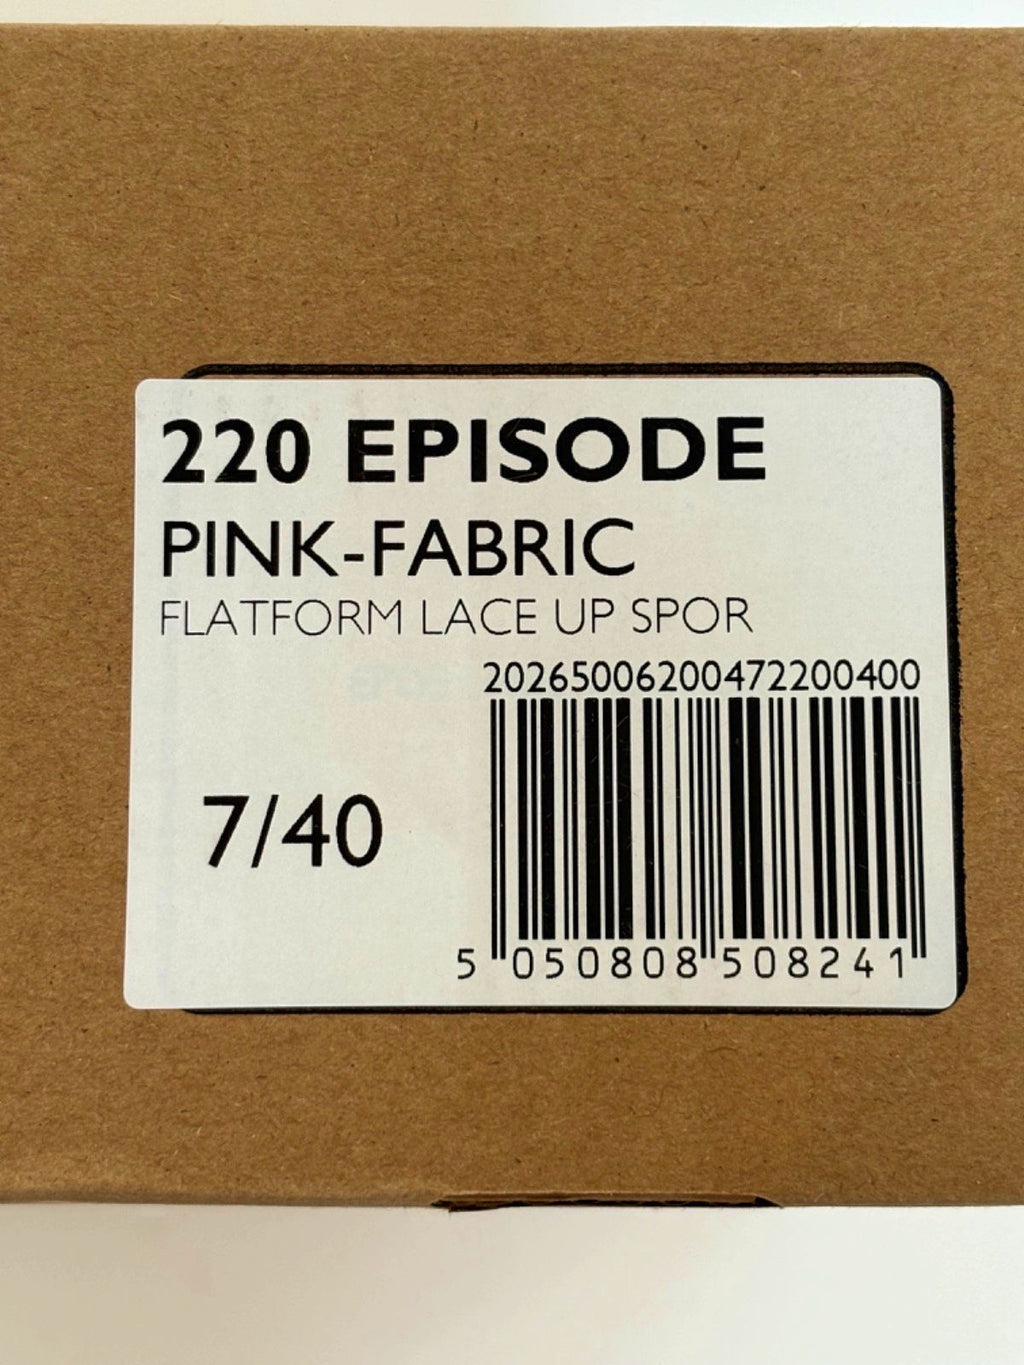 220 EPISODE
PINK-FABRIC
FLATFORM LACE UP SPOR
20265006200472200400
7/40
5 050808 508241